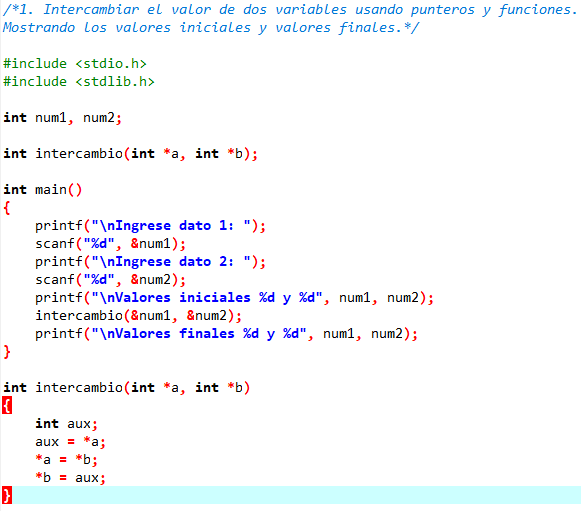 /*1. Intercambiar el valor de dos variables usando punteros y funciones.
Mostrando los valores iniciales y valores finales.*/

#include <stdio.h>
#include <stdlib.h>

int num1, num2;

int intercambio(int *a, int *b);

int main()
{
    printf("\nIngrese dato 1: ");
    scanf("%d", &num1);
    printf("\nIngrese dato 2: ");
    scanf("%d", &num2);
    printf("\nValores iniciales %d y %d", num1, num2);
    intercambio(&num1, &num2);
    printf("\nValores finales %d y %d", num1, num2);
}

int intercambio(int *a, int *b)
{
    int aux;
    aux = *a;
    *a = *b;
    *b = aux;
}